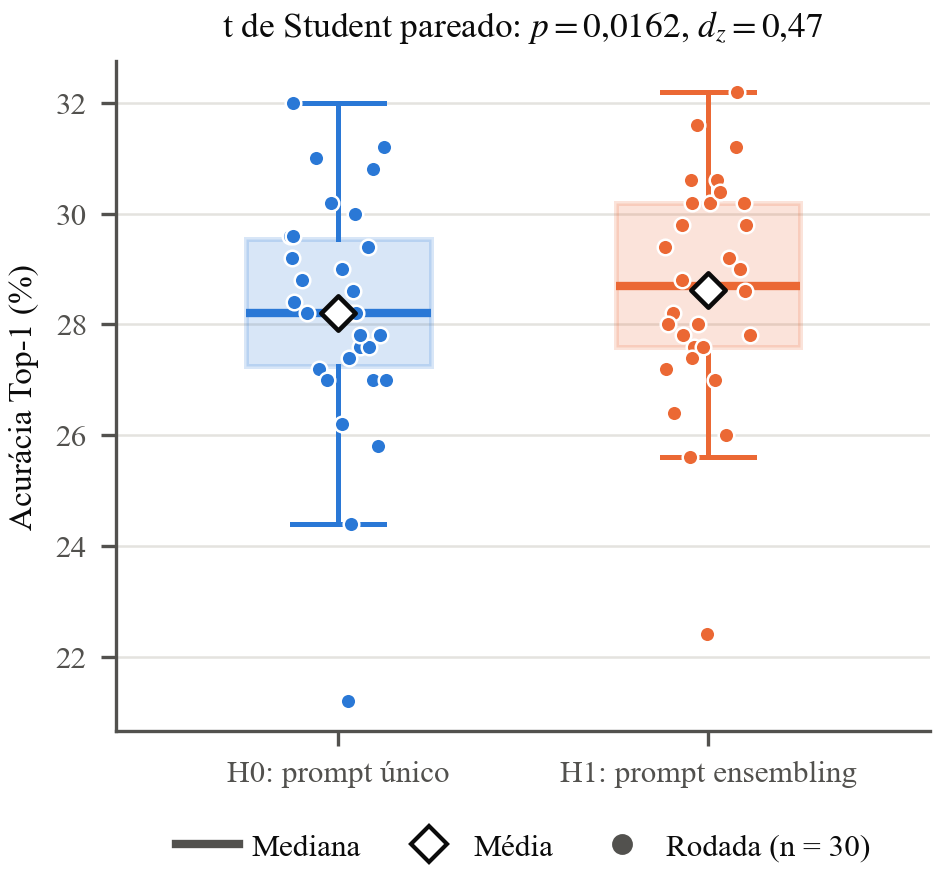 t de Student pareado: p = 0,0162, d_z = 0,47
Acurácia Top-1 (%)
32
30
28
26
24
22
H0: prompt único
H1: prompt ensembling
Mediana
Média
Rodada (n = 30)